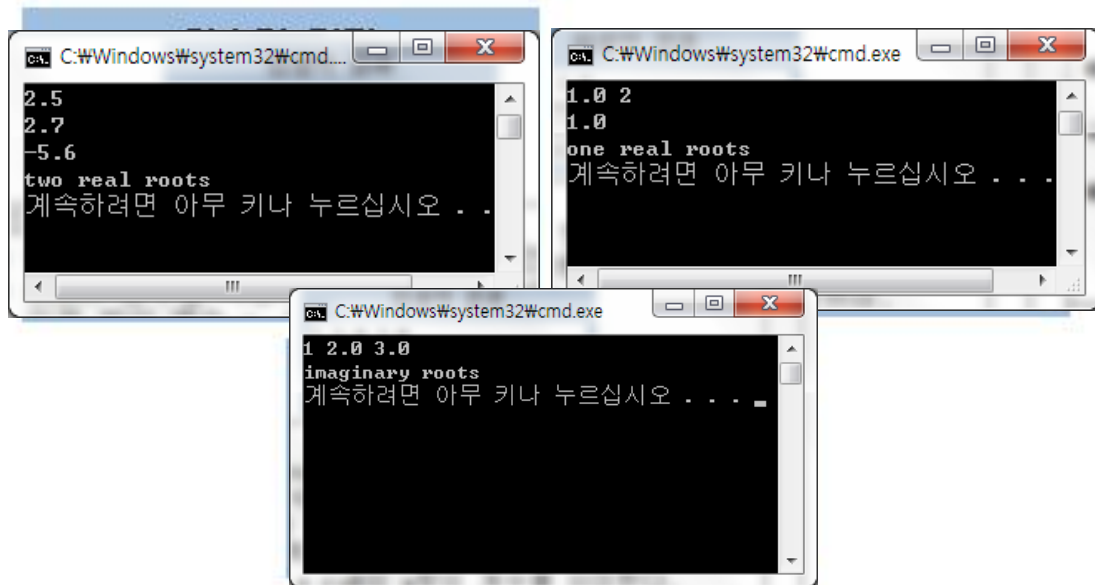 C:₩Windows₩system32₩cmd....
2.5
2.7
-5.6
two real roots
계속하려면 아무 키나 누르십시오 . .
C:₩Windows₩system32₩cmd.exe
1.0 2
1.0
one real roots
계속하려면 아무 키나 누르십시오 . . .
C:₩Windows₩system32₩cmd.exe
1 2.0 3.0
imaginary roots
계속하려면 아무 키나 누르십시오 . . .